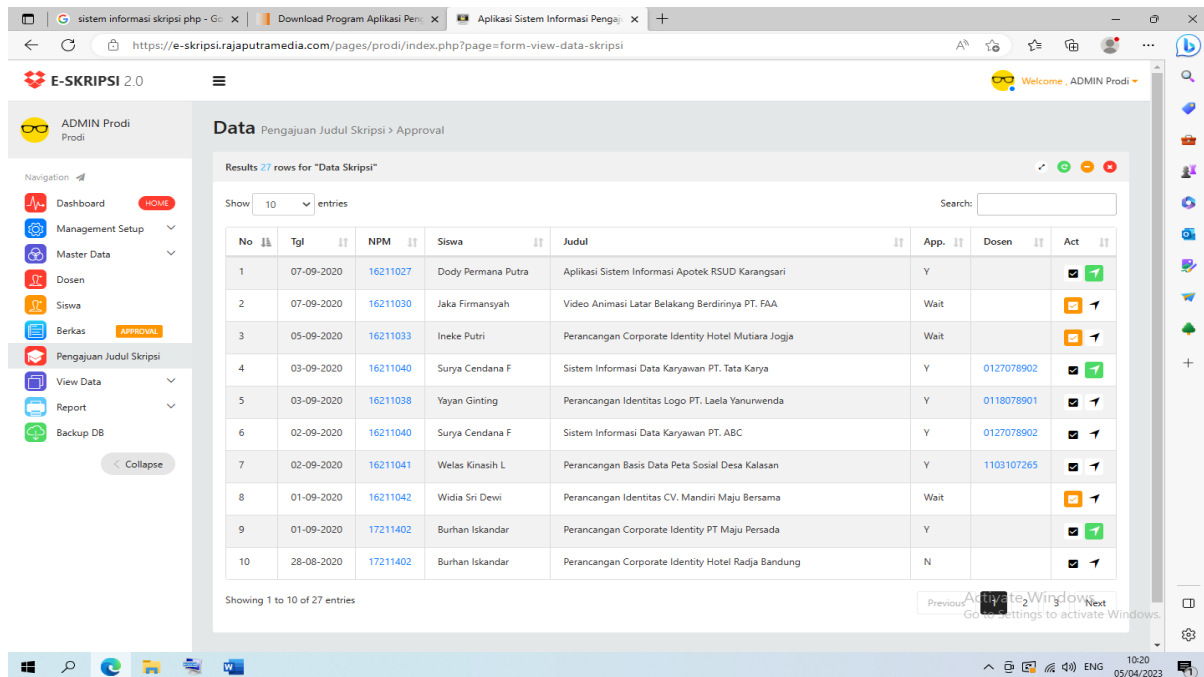 sistem informasi skripsi php - Go
Download Program Aplikasi Peng
Aplikasi Sistem Informasi Pengaju
https://e-skripsi.rajaputramedia.com/pages/prodi/index.php?page=form-view-data-skripsi
E-SKRIPSI 2.0
Welcome , ADMIN Prodi
ADMIN Prodi
Prodi
Navigation
Dashboard HOME
Management Setup
Master Data
Dosen
Siswa
Berkas APPROVAL
Pengajuan Judul Skripsi
View Data
Report
Backup DB
< Collapse
Data Pengajuan Judul Skripsi > Approval
Results 27 rows for "Data Skripsi"
Show 10 entries
Search:
No Tgl NPM Siswa Judul App. Dosen Act
1 07-09-2020 16211027 Dody Permana Putra Aplikasi Sistem Informasi Apotek RSUD Karangsari Y
2 07-09-2020 16211030 Jaka Firmansyah Video Animasi Latar Belakang Berdirinya PT. FAA Wait
3 05-09-2020 16211033 Ineke Putri Perancangan Corporate Identity Hotel Mutiara Jogja Wait
4 03-09-2020 16211040 Surya Cendana F Sistem Informasi Data Karyawan PT. Tata Karya Y 0127078902
5 03-09-2020 16211038 Yayan Ginting Perancangan Identitas Logo PT. Laela Yanurwenda Y 0118078901
6 02-09-2020 16211040 Surya Cendana F Sistem Informasi Data Karyawan PT. ABC Y 0127078902
7 02-09-2020 16211041 Welas Kinasih L Perancangan Basis Data Peta Sosial Desa Kalasan Y 1103107265
8 01-09-2020 16211042 Widia Sri Dewi Perancangan Identitas CV. Mandiri Maju Bersama Wait
9 01-09-2020 17211402 Burhan Iskandar Perancangan Corporate Identity PT Maju Persada Y
10 28-08-2020 17211402 Burhan Iskandar Perancangan Corporate Identity Hotel Radja Bandung N
Showing 1 to 10 of 27 entries
Previous 1 2 3 Next
Activate Windows
Go to Settings to activate Windows.
ENG
10:20
05/04/2023